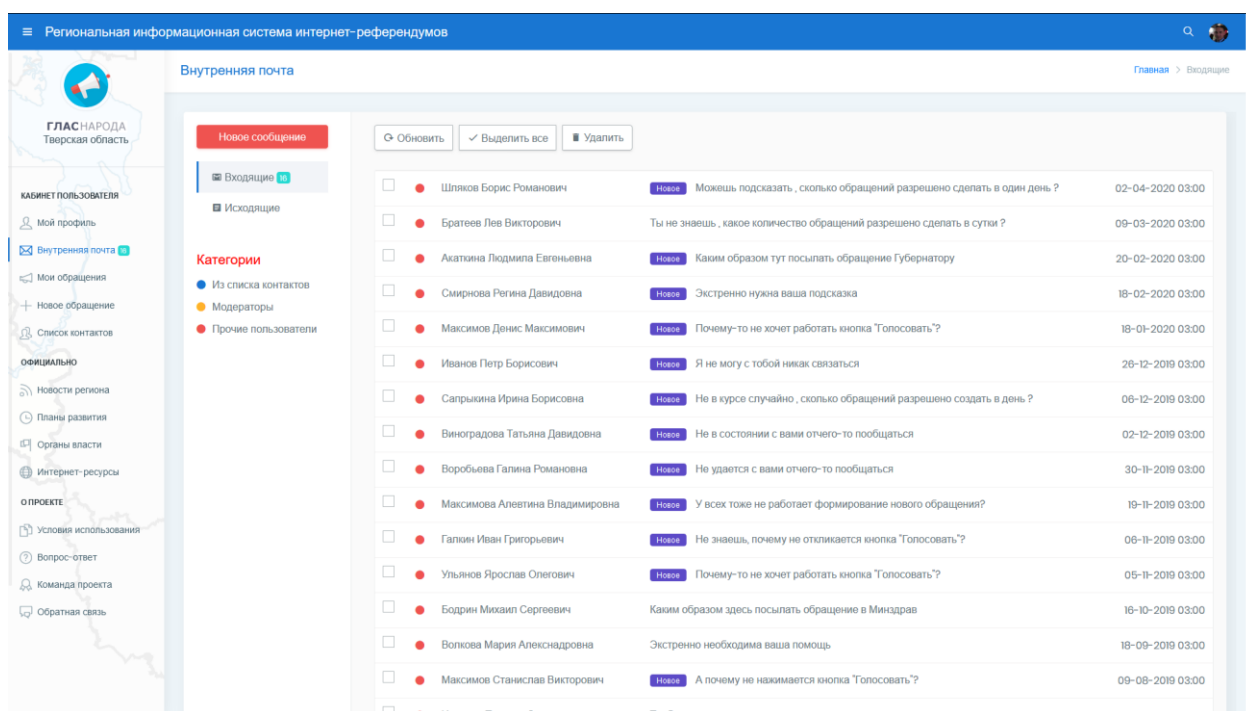 Региональная информационная система интернет-референдумов
ГЛАСНАРОДА
Тверская область
КАБИНЕТ ПОЛЬЗОВАТЕЛЯ
Мой профиль
Внутренняя почта 18
Мои обращения
Новое обращение
Список контактов
ОФИЦИАЛЬНО
Новости региона
Планы развития
Органы власти
Интернет-ресурсы
О ПРОЕКТЕ
Условия использования
Вопрос-ответ
Команда проекта
Обратная связь
Внутренняя почта
Главная > Входящие
Новое сообщение
Входящие 18
Исходящие
Категории
Из списка контактов
Модераторы
Прочие пользователи
Обновить Выделить все Удалить
Шляков Борис Романович Новое Можешь подсказать , сколько обращений разрешено сделать в один день ? 02-04-2020 03:00
Братеев Лев Викторович Ты не знаешь , какое количество обращений разрешено сделать в сутки ? 09-03-2020 03:00
Акаткина Людмила Евгеньевна Новое Каким образом тут посылать обращение Губернатору 20-02-2020 03:00
Смирнова Регина Давидовна Новое Экстренно нужна ваша подсказка 18-02-2020 03:00
Максимов Денис Максимович Новое Почему-то не хочет работать кнопка "Голосовать"? 18-01-2020 03:00
Иванов Петр Борисович Новое Я не могу с тобой никак связаться 26-12-2019 03:00
Сапрыкина Ирина Борисовна Новое Не в курсе случайно , сколько обращений разрешено создать в день ? 06-12-2019 03:00
Виноградова Татьяна Давидовна Новое Не в состоянии с вами отчего-то пообщаться 02-12-2019 03:00
Воробьева Галина Романовна Новое Не удается с вами отчего-то пообщаться 30-11-2019 03:00
Максимова Алевтина Владимировна Новое У всех тоже не работает формирование нового обращения? 19-11-2019 03:00
Галкин Иван Григорьевич Новое Не знаешь, почему не откликается кнопка "Голосовать"? 06-11-2019 03:00
Ульянов Ярослав Олегович Новое Почему-то не хочет работать кнопка "Голосовать"? 05-11-2019 03:00
Бодрин Михаил Сергеевич Каким образом здесь посылать обращение в Минздрав 16-10-2019 03:00
Волкова Мария Алекснадровна Экстренно необходима ваша помощь 18-09-2019 03:00
Максимов Станислав Викторович Новое А почему не нажимается кнопка "Голосовать"? 09-08-2019 03:00